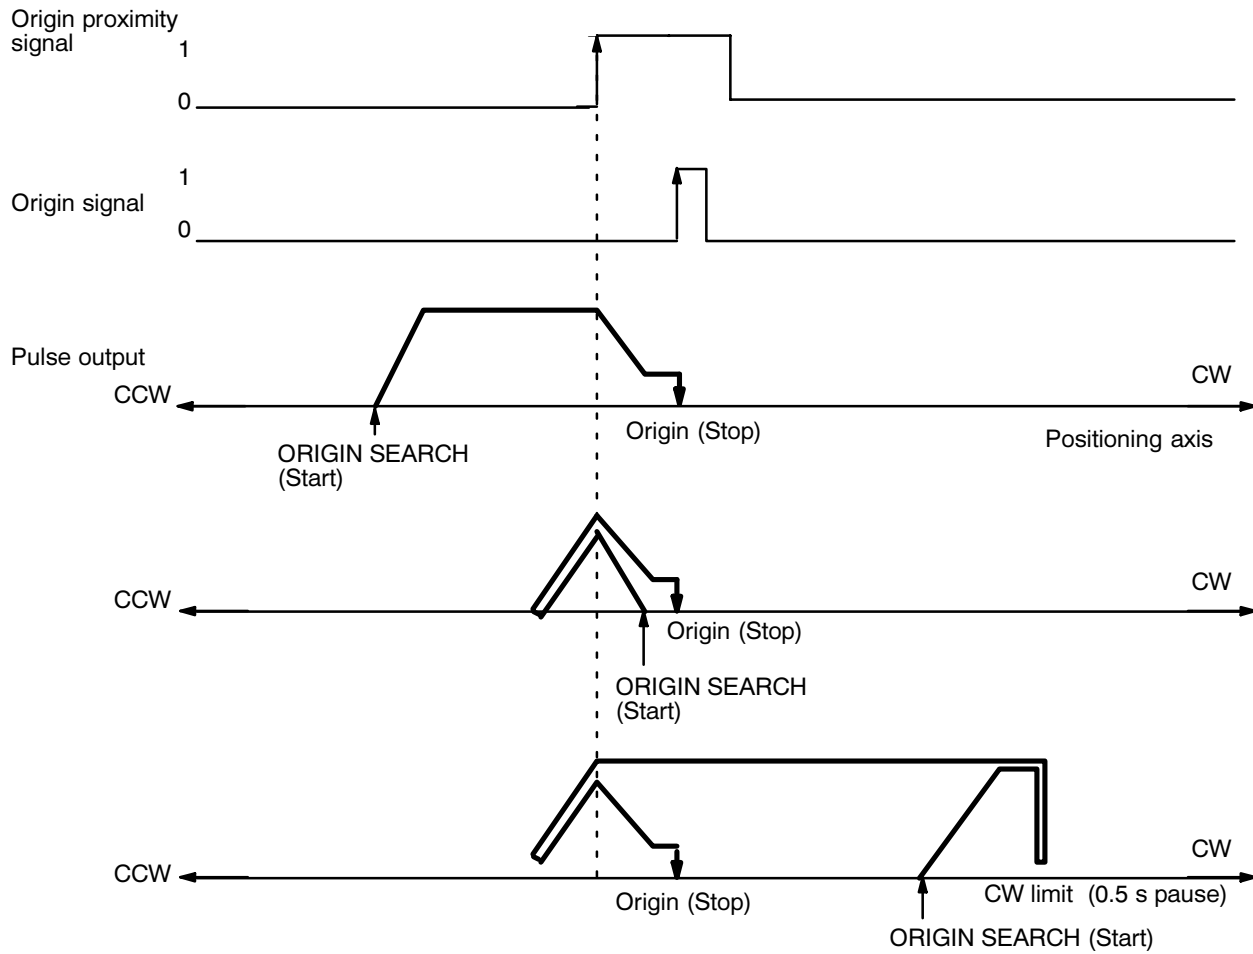 Origin proximity
signal
1
0
1
Origin signal
0
Pulse output
CCW
CW
Origin (Stop)
Positioning axis
ORIGIN SEARCH
(Start)
CCW
CW
Origin (Stop)
ORIGIN SEARCH
(Start)
CCW
CW
Origin (Stop)
CW limit (0.5 s pause)
ORIGIN SEARCH (Start)